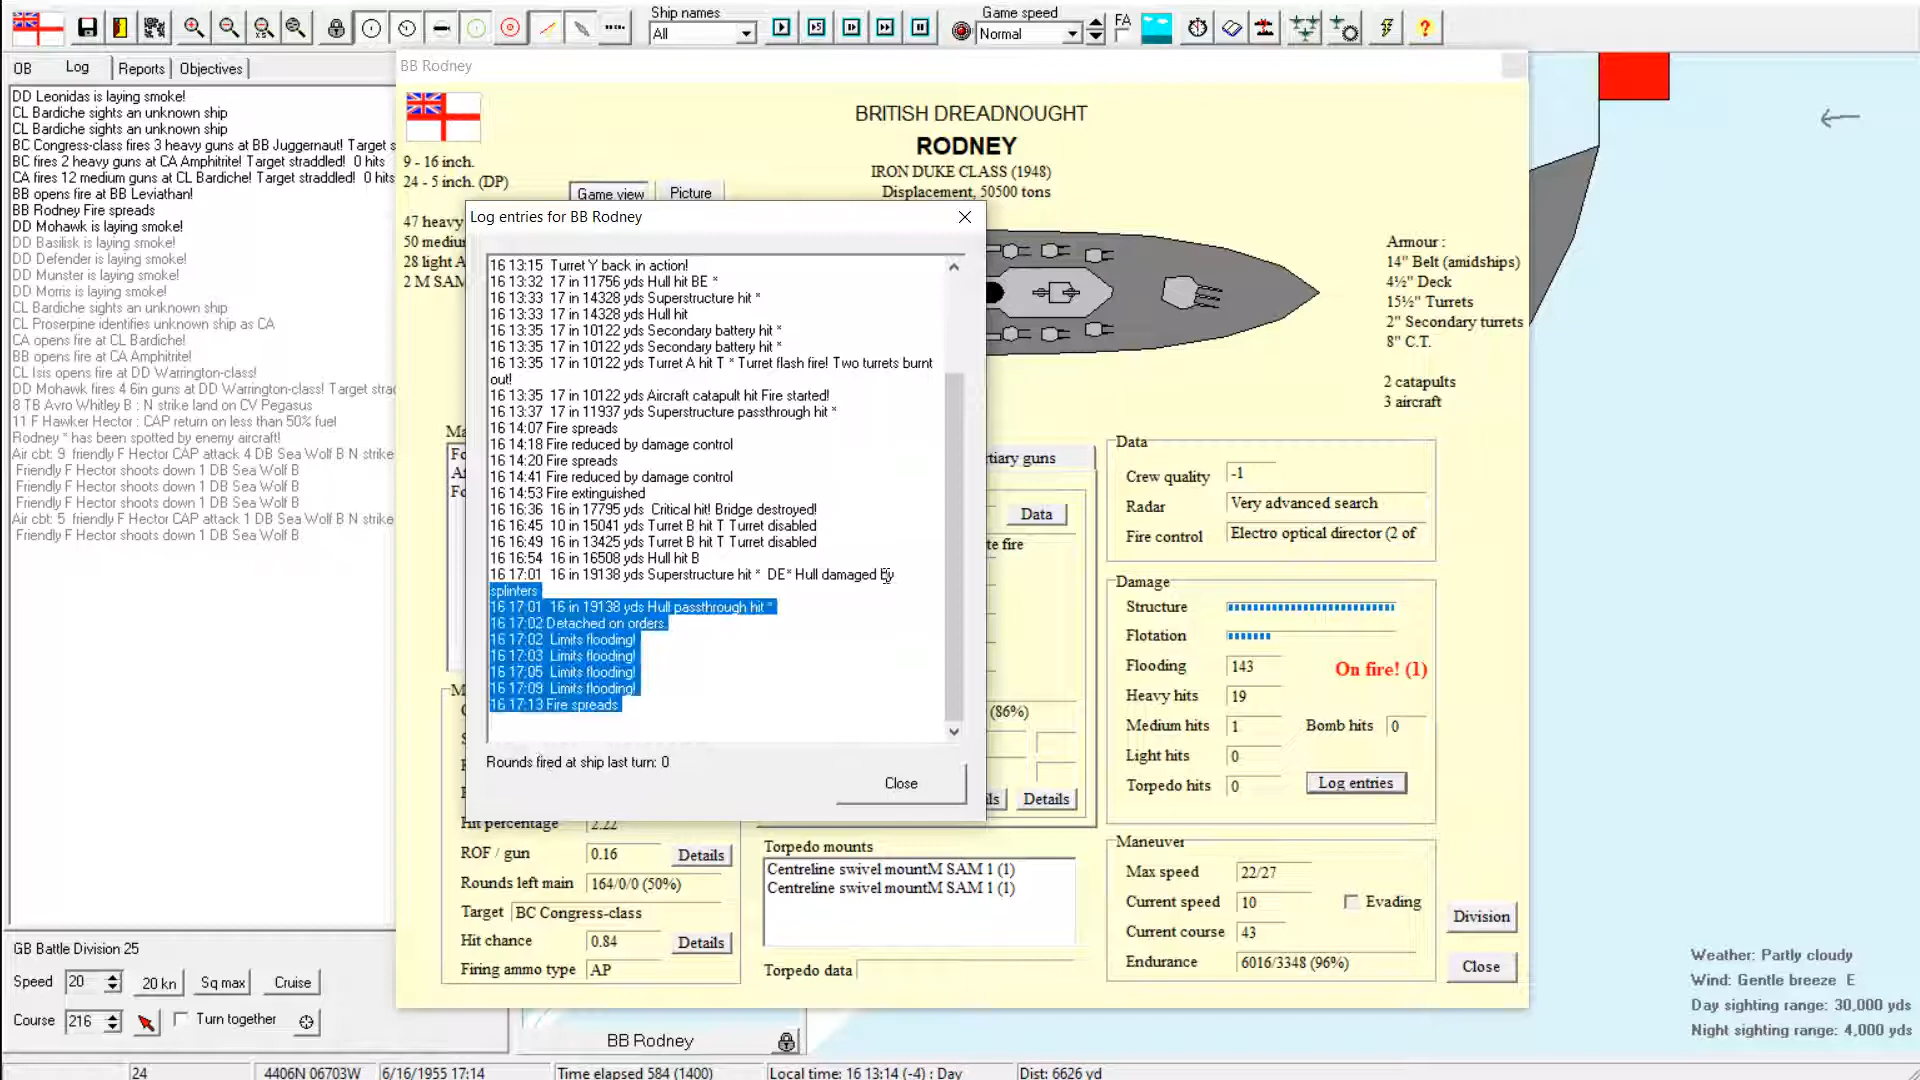 Ship names
All
Game speed
Normal
FA
OB
Log
Reports
Objectives
DD Leonidas is laying smoke!
CL Bardiche sights an unknown ship
CL Bardiche sights an unknown ship
BC Congress-class fires 3 heavy guns at BB Juggernaut! Target s
BC fires 2 heavy guns at CA Amphitrite! Target straddled!  0 hits
CA fires 12 medium guns at CL Bardiche! Target straddled!  0 hits
BB opens fire at BB Leviathan!
BB Rodney Fire spreads
DD Mohawk is laying smoke!
DD Basilisk is laying smoke!
DD Defender is laying smoke!
DD Munster is laying smoke!
DD Morris is laying smoke!
CL Bardiche sights an unknown ship
CL Proserpine identifies unknown ship as CA
CA opens fire at CL Bardiche!
BB opens fire at CA Amphitrite!
CL Isis opens fire at DD Warrington-class!
DD Mohawk fires 4 6in guns at DD Warrington-class! Target strad
8 TB Avro Whitley B : N strike land on CV Pegasus
11 F Hawker Hector : CAP return on less than 50% fuel
Rodney * has been spotted by enemy aircraft!
Air cbt: 9  friendly F Hector CAP attack 4 DB Sea Wolf B N strike
Friendly F Hector shoots down 1 DB Sea Wolf B
Friendly F Hector shoots down 1 DB Sea Wolf B
Friendly F Hector shoots down 1 DB Sea Wolf B
Air cbt: 5  friendly F Hector CAP attack 1 DB Sea Wolf B N strike
Friendly F Hector shoots down 1 DB Sea Wolf B
GB Battle Division 25
Speed 20 20 kn Sq max Cruise
Course 216 Turn together
BB Rodney
BRITISH DREADNOUGHT
RODNEY
IRON DUKE CLASS (1948)
Displacement, 50500 tons
9 - 16 inch.
24 - 5 inch. (DP)
Game view
Picture
47 heavy
50 mediu
28 light A
2 M SAM
Armour :
14" Belt (amidships)
4½" Deck
15½" Turrets
2" Secondary turrets
8" C.T.
2 catapults
3 aircraft
Log entries for BB Rodney
16 13:15  Turret Y back in action!
16 13:32  17 in 11756 yds Hull hit BE *
16 13:33  17 in 14328 yds Superstructure hit *
16 13:33  17 in 14328 yds Hull hit
16 13:35  17 in 10122 yds Secondary battery hit *
16 13:35  17 in 10122 yds Secondary battery hit *
16 13:35  17 in 10122 yds Turret A hit T * Turret flash fire! Two turrets burnt
out!
16 13:35  17 in 10122 yds Aircraft catapult hit Fire started!
16 13:37  17 in 11937 yds Superstructure passthrough hit *
16 14:07 Fire spreads
16 14:18 Fire reduced by damage control
16 14:20 Fire spreads
16 14:41 Fire reduced by damage control
16 14:53 Fire extinguished
16 16:36  16 in 17795 yds  Critical hit! Bridge destroyed!
16 16:45  10 in 15041 yds  Turret B hit T Turret disabled
16 16:49  16 in 13425 yds  Turret B hit T Turret disabled
16 16:54  16 in 16508 yds Hull hit B
16 17:01  16 in 19138 yds Superstructure hit *  DE* Hull damaged by
splinters
16 17:01  16 in 19138 yds Hull passthrough hit *
16 17:02 Detached on orders.
16 17:02  Limits flooding!
16 17:03  Limits flooding!
16 17:05  Limits flooding!
16 17:09  Limits flooding!
16 17:13 Fire spreads
Rounds fired at ship last turn: 0
Close
Ma
Fo
Af
Fo
M
rtiary guns
Data
te fire
(86%)
ls
Details
Hit percentage 2.22
ROF / gun 0.16 Details
Rounds left main 164/0/0 (50%)
Target BC Congress-class
Hit chance 0.84 Details
Firing ammo type AP
Torpedo mounts
Centreline swivel mountM SAM 1 (1)
Centreline swivel mountM SAM 1 (1)
Torpedo data
Data
Crew quality -1
Radar Very advanced search
Fire control Electro optical director (2 of
Damage
Structure
Flotation
Flooding 143 On fire! (1)
Heavy hits 19
Medium hits 1 Bomb hits 0
Light hits 0
Torpedo hits 0 Log entries
Maneuver
Max speed 22/27
Current speed 10 Evading
Current course 43
Endurance 6016/3348 (96%)
Division
Close
BB Rodney
Weather: Partly cloudy
Wind: Gentle breeze  E
Day sighting range: 30,000 yds
Night sighting range: 4,000 yds
24 4406N 06703W 6/16/1955 17:14 Time elapsed 584 (1400) Local time: 16 13:14 (-4) : Day Dist: 6626 yd